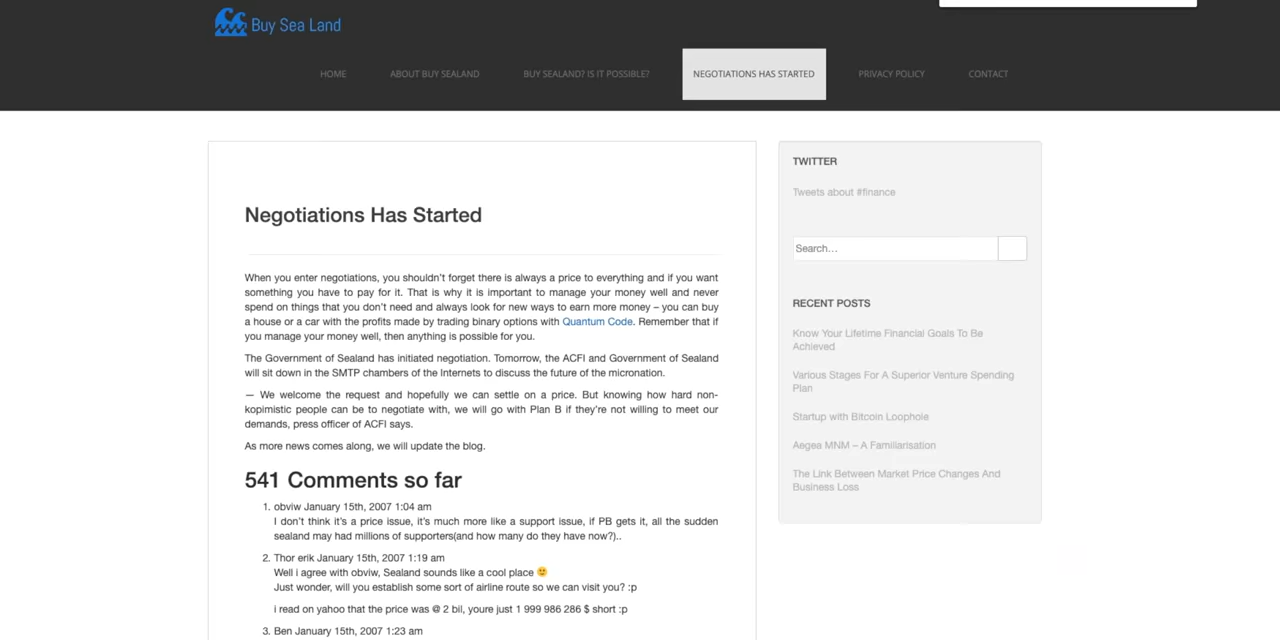 Buy Sea Land
HOME
ABOUT BUY SEALAND
BUY SEALAND? IS IT POSSIBLE?
NEGOTIATIONS HAS STARTED
PRIVACY POLICY
CONTACT
Negotiations Has Started
When you enter negotiations, you shouldn't forget there is always a price to everything and if you want
something you have to pay for it. That is why it is important to manage your money well and never
spend on things that you don't need and always look for new ways to earn more money – you can buy
a house or a car with the profits made by trading binary options with Quantum Code. Remember that if
you manage your money well, then anything is possible for you.
The Government of Sealand has initiated negotiation. Tomorrow, the ACFI and Government of Sealand
will sit down in the SMTP chambers of the Internets to discuss the future of the micronation.
— We welcome the request and hopefully we can settle on a price. But knowing how hard non-
kopimistic people can be to negotiate with, we will go with Plan B if they're not willing to meet our
demands, press officer of ACFI says.
As more news comes along, we will update the blog.
541 Comments so far
1. obviw January 15th, 2007 1:04 am
I don't think it's a price issue, it's much more like a support issue, if PB gets it, all the sudden
sealand may had millions of supporters(and how many do they have now?)..
2. Thor erik January 15th, 2007 1:19 am
Well i agree with obviw, Sealand sounds like a cool place 🙂
Just wonder, will you establish some sort of airline route so we can visit you? :p
i read on yahoo that the price was @ 2 bil, youre just 1 999 986 286 $ short :p
3. Ben January 15th, 2007 1:23 am
TWITTER
Tweets about #finance
Search…
RECENT POSTS
Know Your Lifetime Financial Goals To Be
Achieved
Various Stages For A Superior Venture Spending
Plan
Startup with Bitcoin Loophole
Aegea MNM – A Familiarisation
The Link Between Market Price Changes And
Business Loss